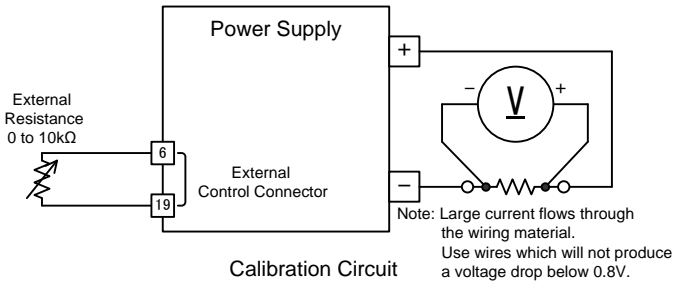 Power Supply
+
External
Resistance
0 to 10kΩ
− V +
6
External
Control Connector
19
−
Note: Large current flows through
the wiring material.
Use wires which will not produce
a voltage drop below 0.8V.
Calibration Circuit